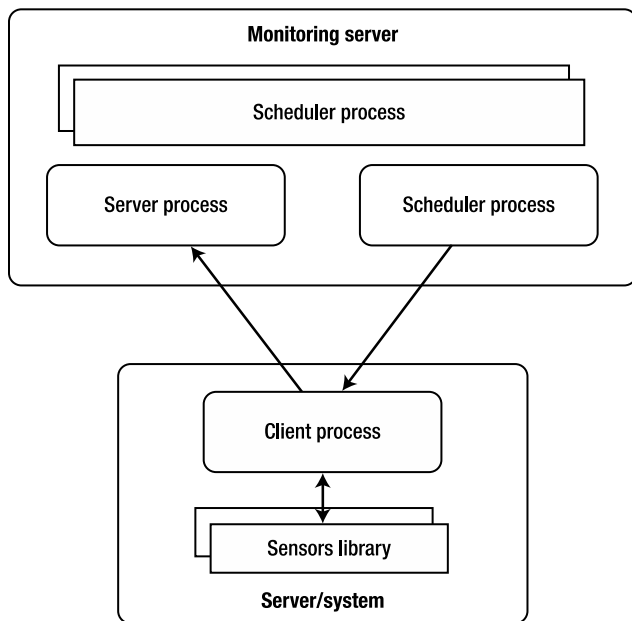 Monitoring server
Scheduler process
Server process
Scheduler process
Client process
Sensors library
Server/system